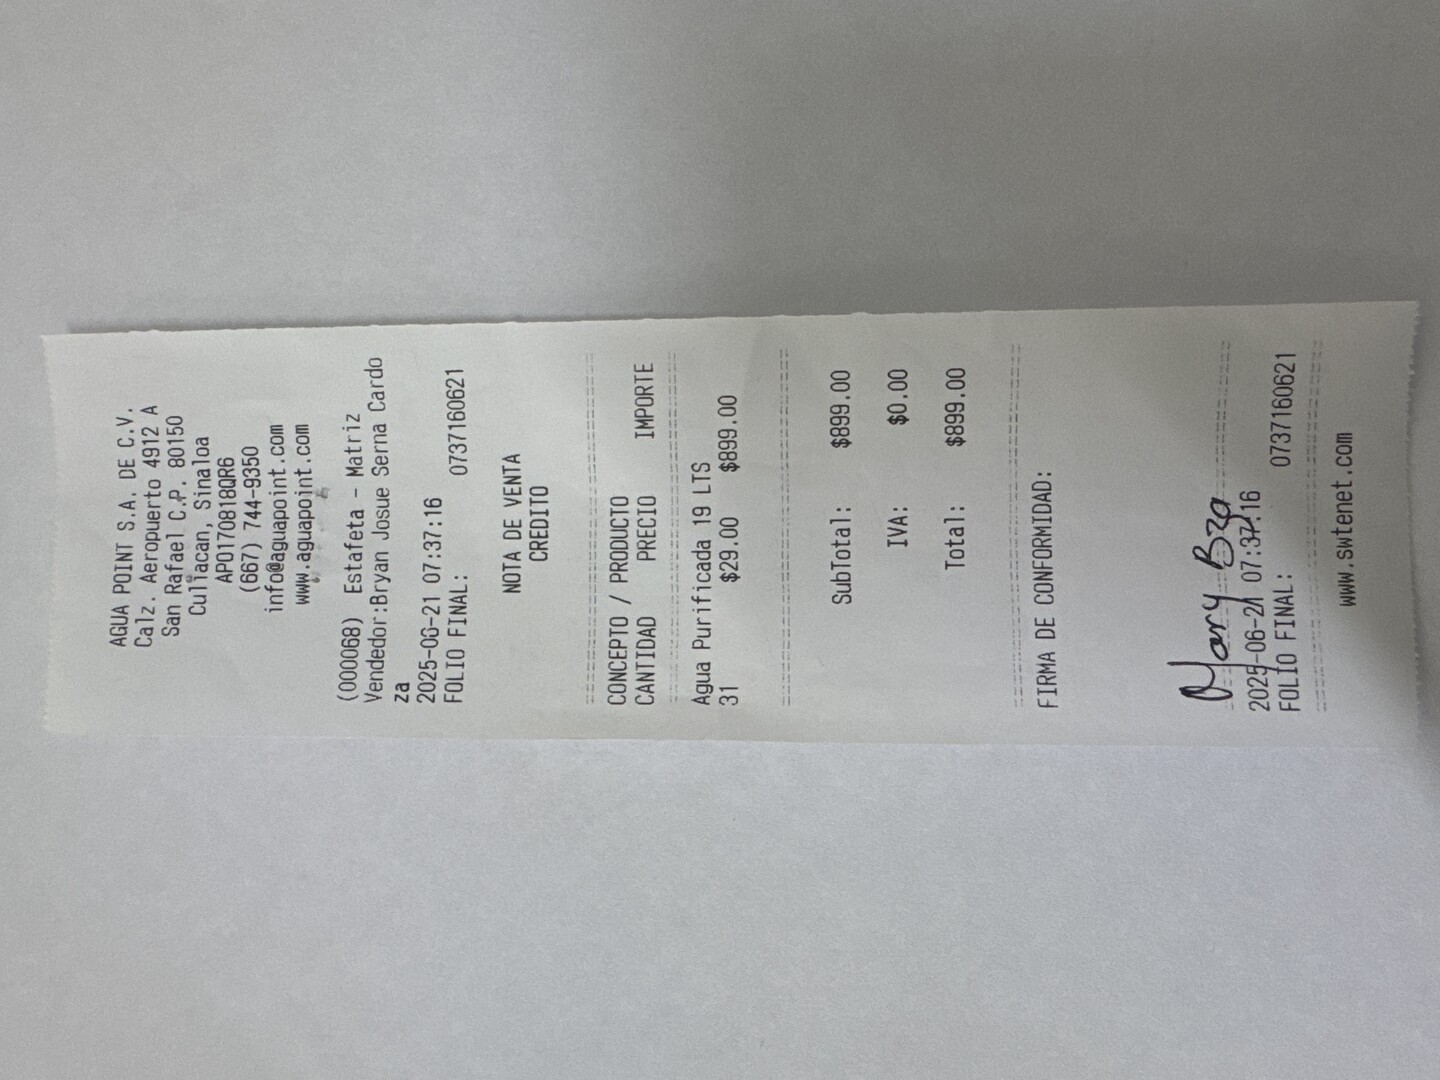 AGUA POINT S.A. DE C.V.
Calz. Aeropuerto 4912 A
San Rafael C.P. 80150
Culiacan, Sinaloa
APO170818QR6
(667) 744-9350
info@aguapoint.com
www.aguapoint.com
(000068) Estafeta - Matriz
Vendedor:Bryan Josue Serna Cardo
za
2025-06-21 07:37:16
FOLIO FINAL: 0737160621
NOTA DE VENTA
CREDITO
CONCEPTO / PRODUCTO
CANTIDAD PRECIO IMPORTE
Agua Purificada 19 LTS
31 $29.00 $899.00
SubTotal: $899.00
IVA: $0.00
Total: $899.00
FIRMA DE CONFORMIDAD:
Mary Bza
2025-06-21 07:37:16
FOLIO FINAL: 0737160621
www.swtenet.com